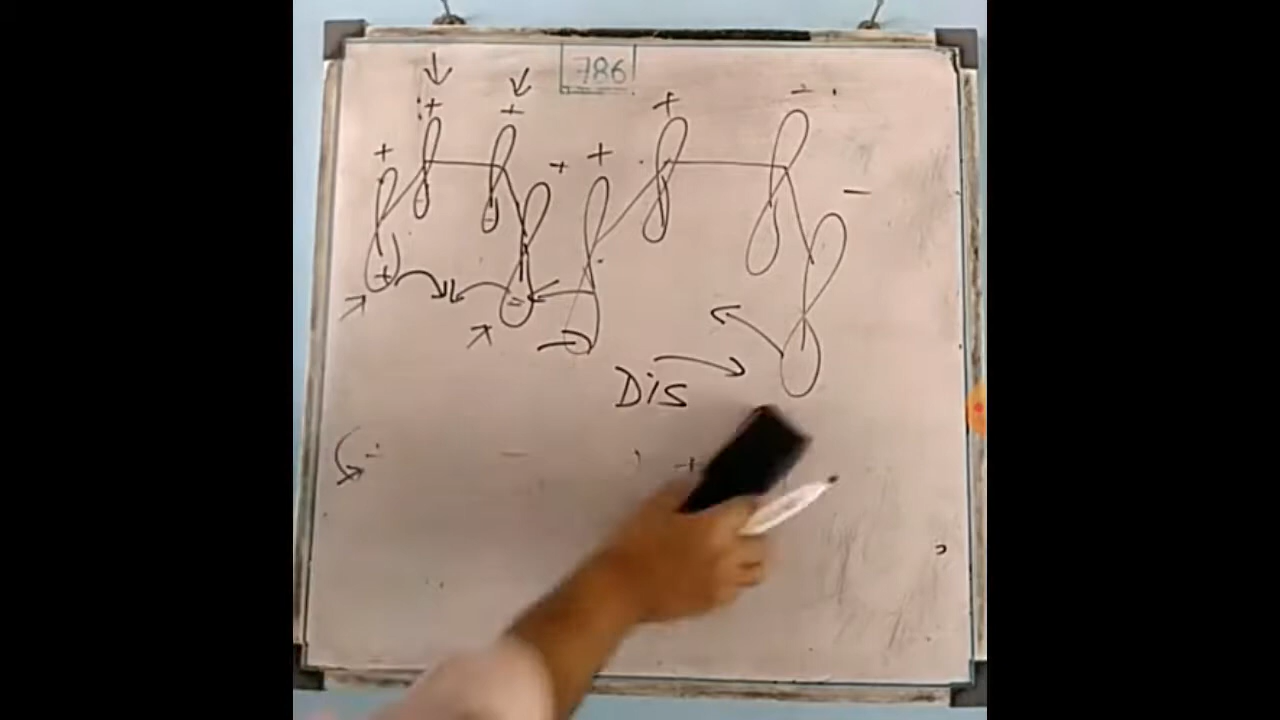 786
+ +
+ + + + -
-
+ -
Dis
- +